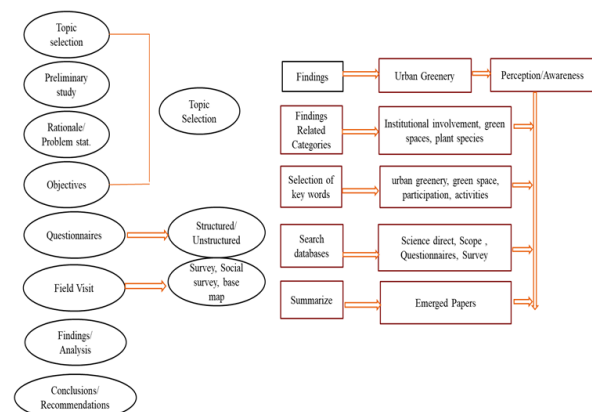 Topic
selection
Preliminary
study
Rationale/
Problem stat.
Objectives
Questionnaires
Field Visit
Findings/
Analysis
Conclusions/
Recommendations
Topic
Selection
Structured/
Unstructured
Survey, Social
survey, base
map
Findings
Urban Greenery
Perception/Awareness
Findings
Related
Categories
Institutional involvement, green
spaces, plant species
Selection of
key words
urban greenery, green space,
participation, activities
Search
databases
Science direct, Scope ,
Questionnaires, Survey
Summarize
Emerged Papers